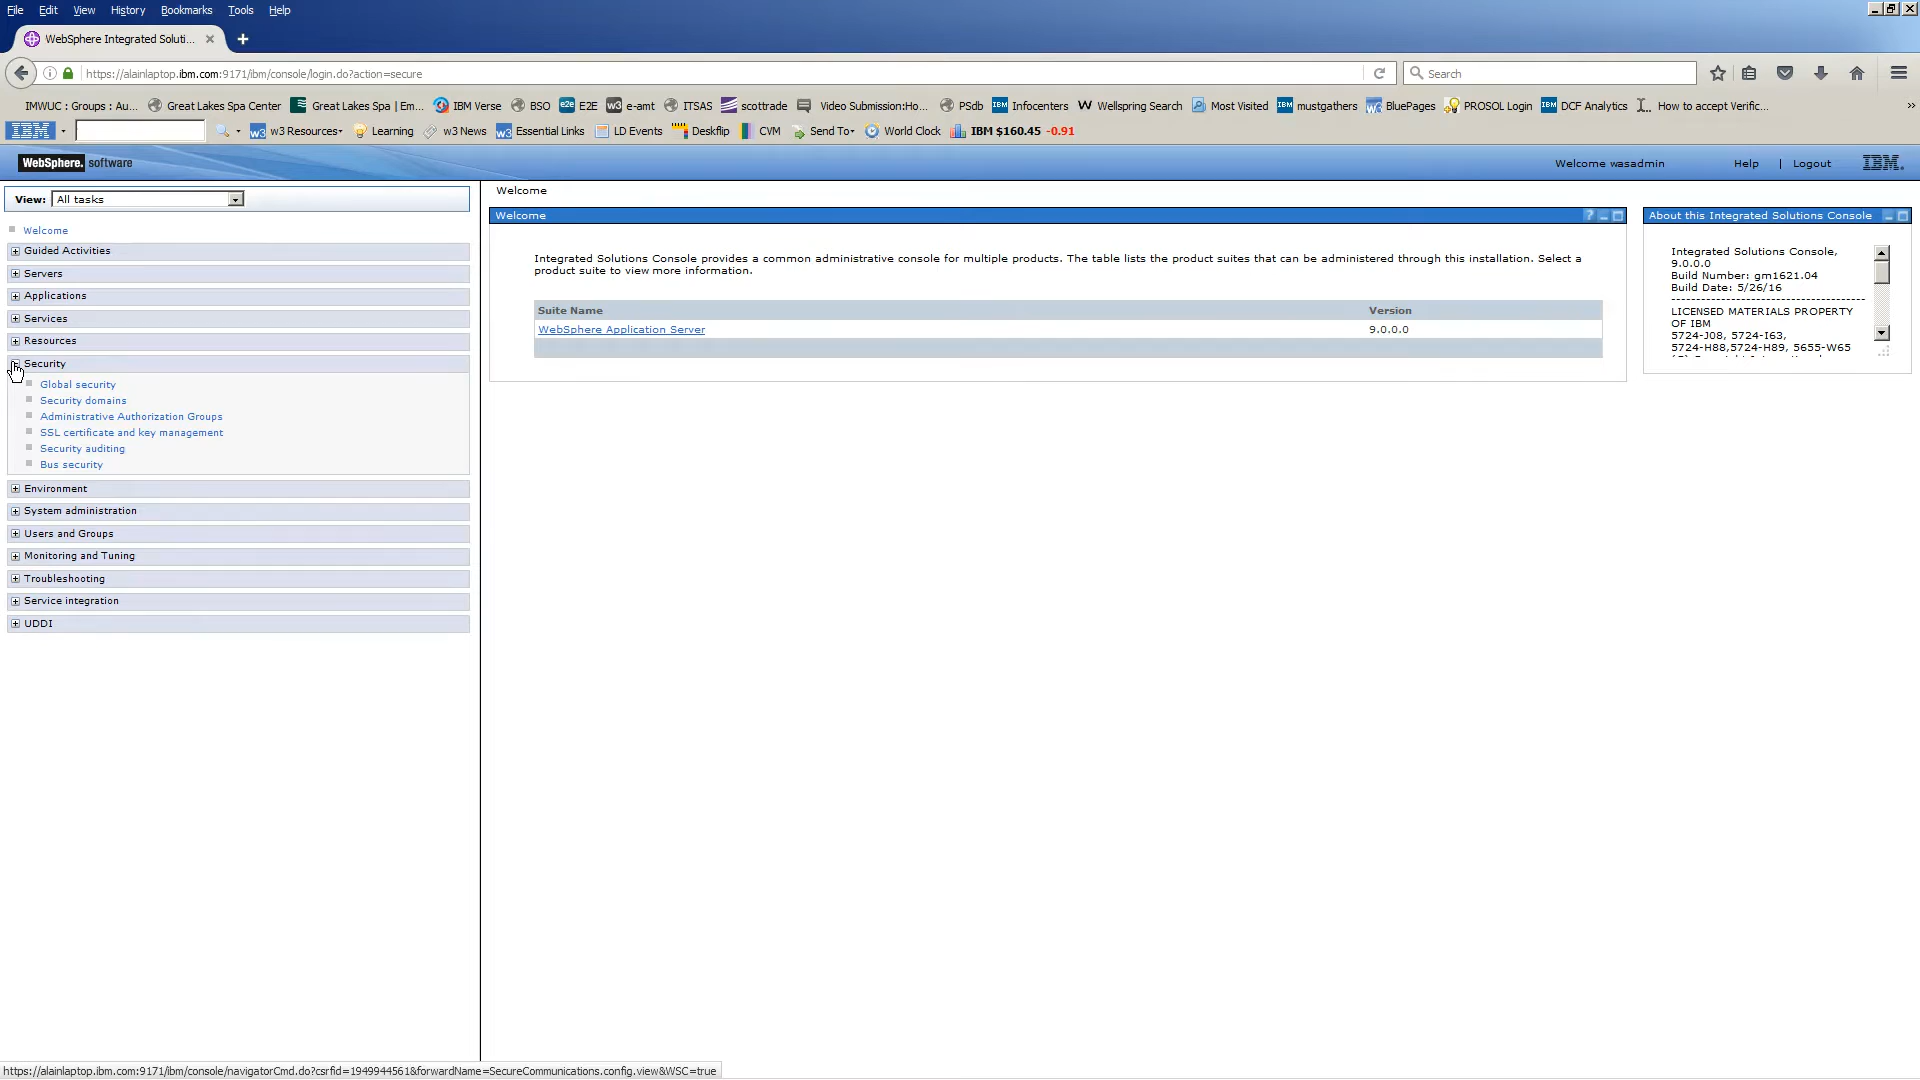 File Edit View History Bookmarks Tools Help
WebSphere Integrated Soluti... × +
https://alainlaptop.ibm.com:9171/ibm/console/login.do?action=secure Search
IMWUC : Groups : Au... Great Lakes Spa Center Great Lakes Spa | Em... IBM Verse BSO e2e E2E w3 e-amt ITSAS scottrade Video Submission:Ho... PSdb IBM Infocenters W Wellspring Search Most Visited IBM mustgathers BluePages PROSOL Login IBM DCF Analytics How to accept Verific... »
IBM w3 w3 Resources Learning w3 News w3 Essential Links LD Events Deskflip CVM Send To World Clock IBM $160.45 -0.91
WebSphere. software Welcome wasadmin Help | Logout IBM.
View: All tasks
Welcome
Guided Activities
Servers
Applications
Services
Resources
Security
Global security
Security domains
Administrative Authorization Groups
SSL certificate and key management
Security auditing
Bus security
Environment
System administration
Users and Groups
Monitoring and Tuning
Troubleshooting
Service integration
UDDI
Welcome
Welcome ?
Integrated Solutions Console provides a common administrative console for multiple products. The table lists the product suites that can be administered through this installation. Select a
product suite to view more information.
Suite Name Version
WebSphere Application Server 9.0.0.0
About this Integrated Solutions Console
Integrated Solutions Console,
9.0.0.0
Build Number: gm1621.04
Build Date: 5/26/16
----------------------------------------
LICENSED MATERIALS PROPERTY
OF IBM
5724-J08, 5724-I63,
5724-H88,5724-H89, 5655-W65
https://alainlaptop.ibm.com:9171/ibm/console/navigatorCmd.do?csrfid=1949944561&forwardName=SecureCommunications.config.view&WSC=true